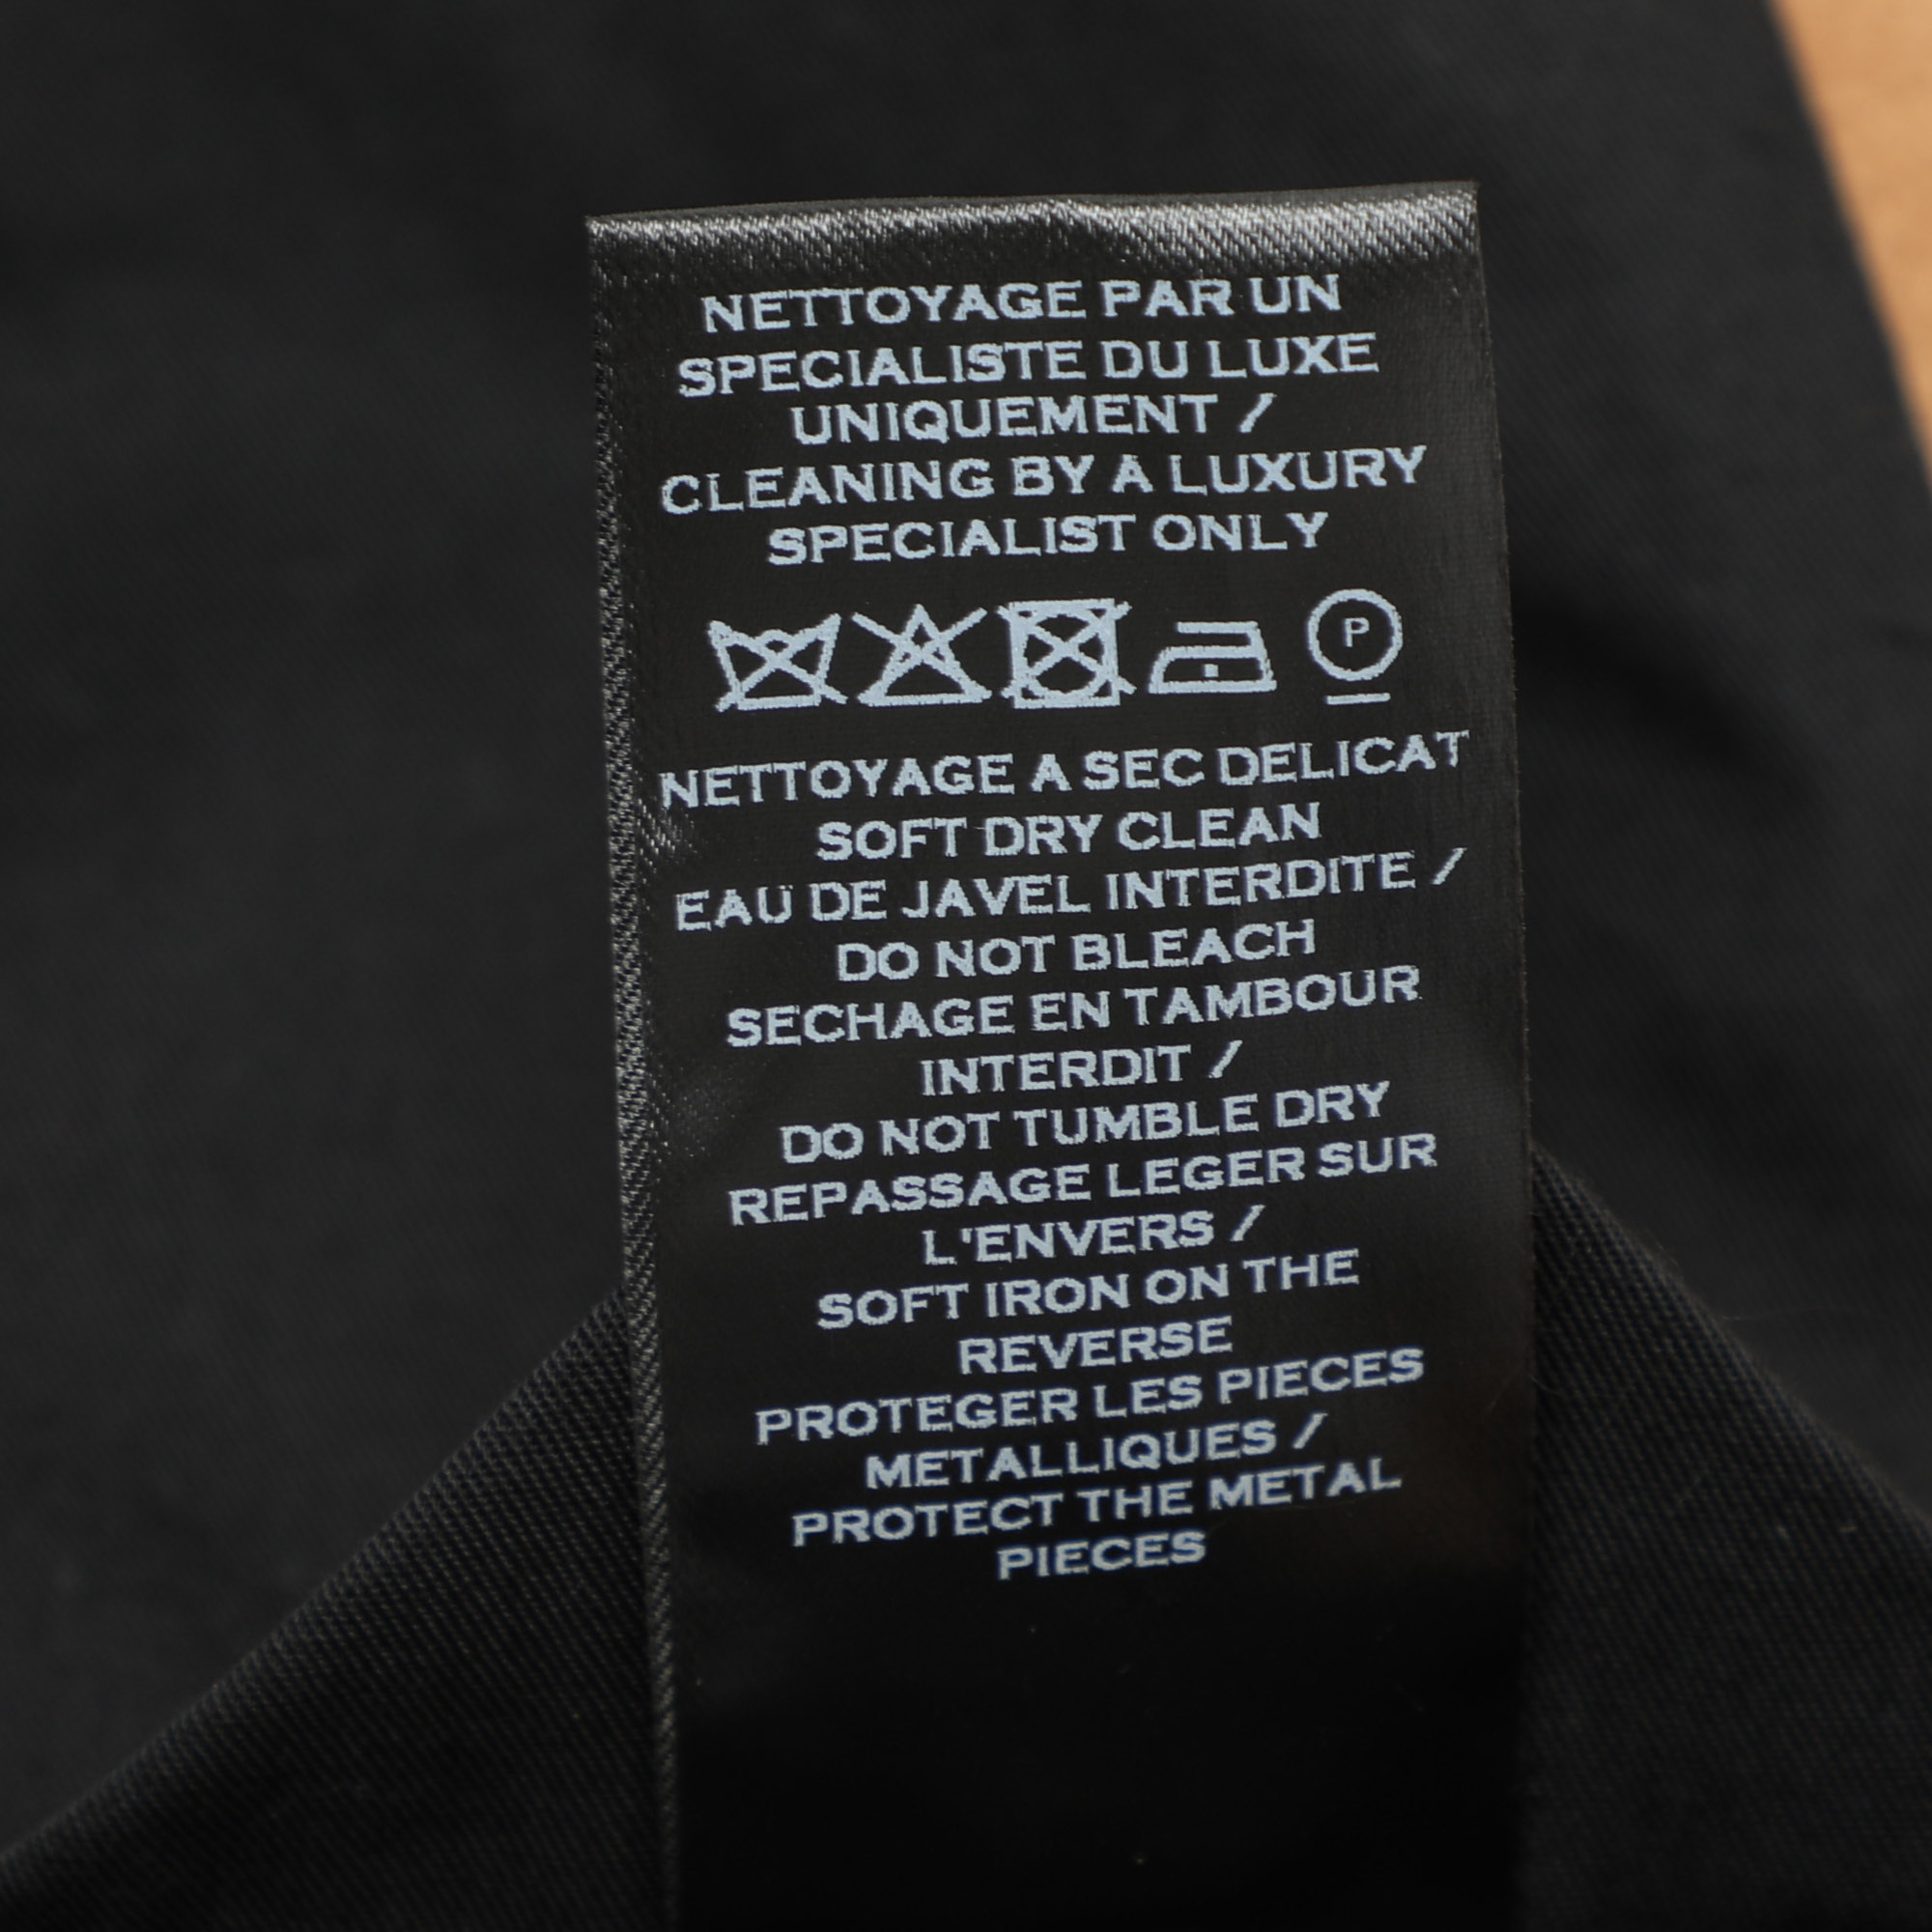 NETTOYAGE PAR UN
SPECIALISTE DU LUXE
UNIQUEMENT /
CLEANING BY A LUXURY
SPECIALIST ONLY
P
NETTOYAGE A SEC DELICAT
SOFT DRY CLEAN
EAU DE JAVEL INTERDITE /
DO NOT BLEACH
SECHAGE EN TAMBOUR
INTERDIT /
DO NOT TUMBLE DRY
REPASSAGE LEGER SUR
L'ENVERS /
SOFT IRON ON THE
REVERSE
PROTEGER LES PIECES
METALLIQUES /
PROTECT THE METAL
PIECES